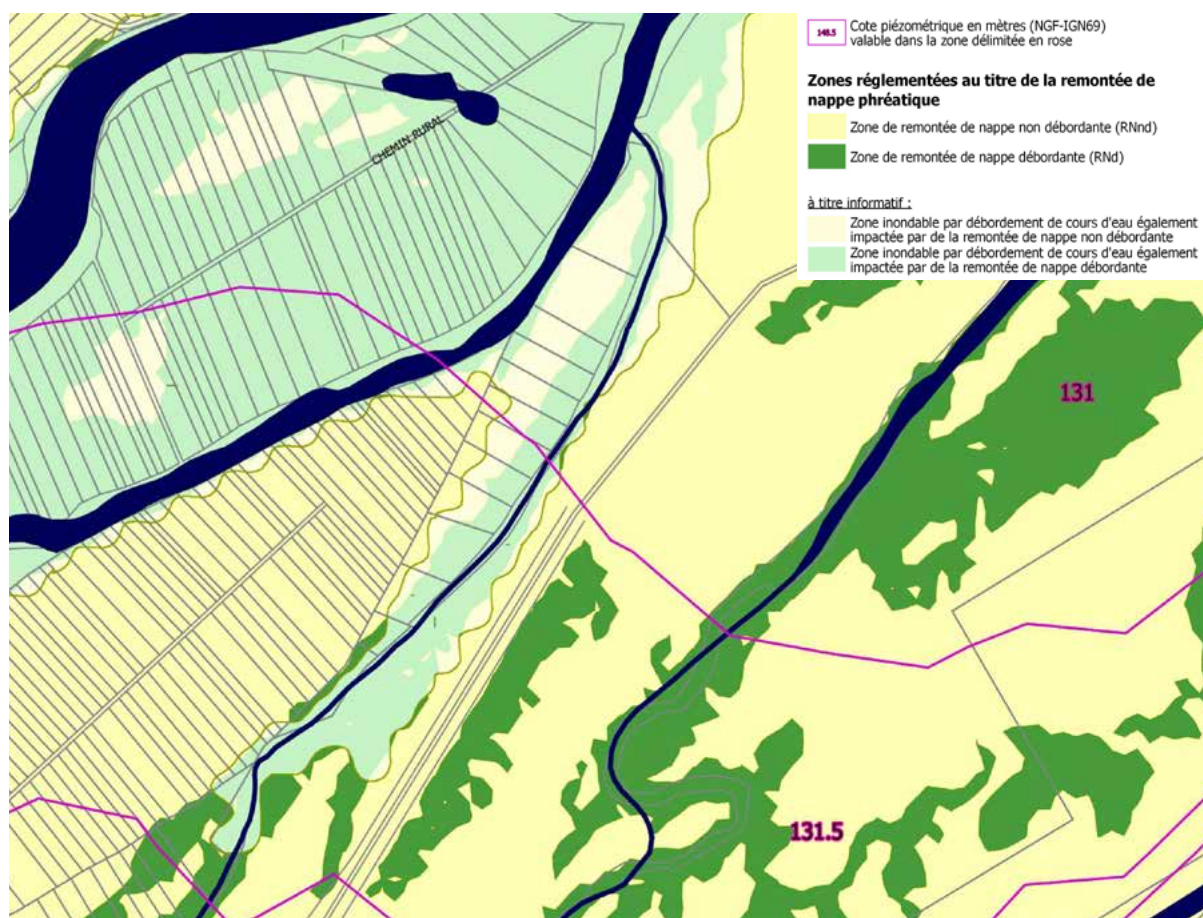 148.5
Cote piézométrique en mètres (NGF-IGN69)
valable dans la zone délimitée en rose
Zones réglementées au titre de la remontée de
nappe phréatique
Zone de remontée de nappe non débordante (RNnd)
Zone de remontée de nappe débordante (RNd)
à titre informatif :
Zone inondable par débordement de cours d'eau également
impactée par de la remontée de nappe non débordante
Zone inondable par débordement de cours d'eau également
impactée par de la remontée de nappe débordante
CHEMIN RURAL
131
131.5